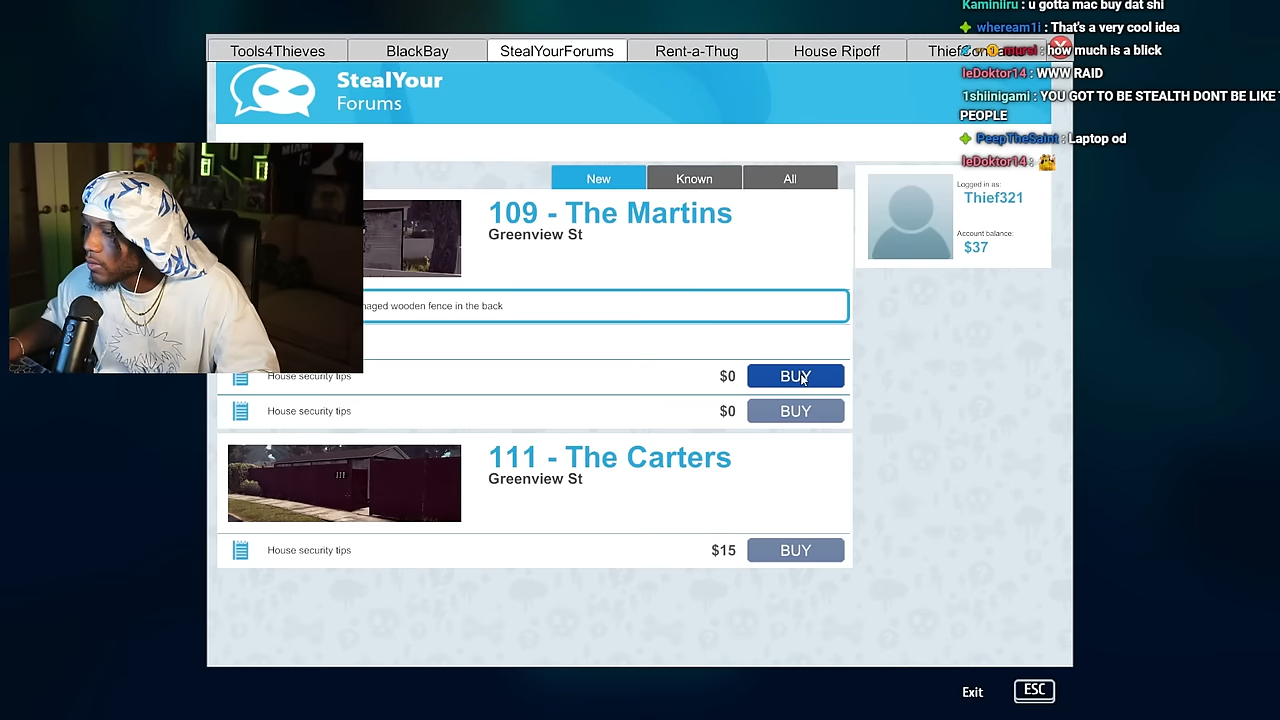 Kaminiiru : u gotta mac buy dat shi
wheream1i : That's a very cool idea
mursi : how much is a blick
leDoktor14 : WWW RAID
1shiinigami : YOU GOT TO BE STEALTH DONT BE LIKE
PEOPLE
PeepTheSaint : Laptop od
leDoktor14 :
Tools4Thieves
BlackBay
StealYourForums
Rent-a-Thug
House Ripoff
StealYour
Forums
New
Known
All
Logged in as:
Thief321
Account balance:
$37
109 - The Martins
Greenview St
wooden fence in the back
House security tips $0 BUY
House security tips $0 BUY
111 - The Carters
Greenview St
111
House security tips $15 BUY
Exit ESC